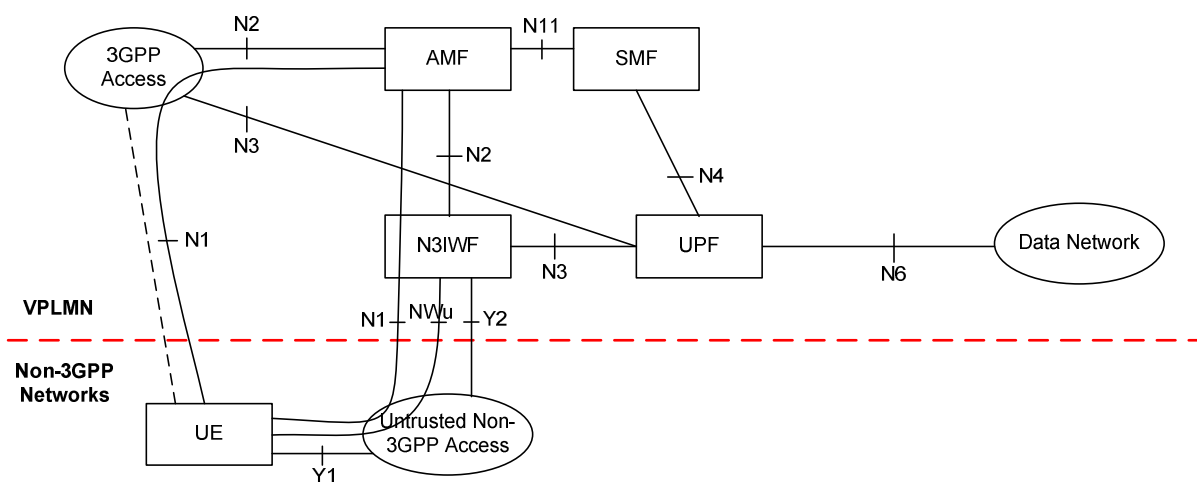 N2
N11
3GPP
Access
AMF
SMF
N3
N2
N4
N1
N3IWF
UPF
Data Network
N3
N6
VPLMN
N1
NWu
Y2
Non-3GPP
Networks
UE
Untrusted Non-
3GPP Access
Y1